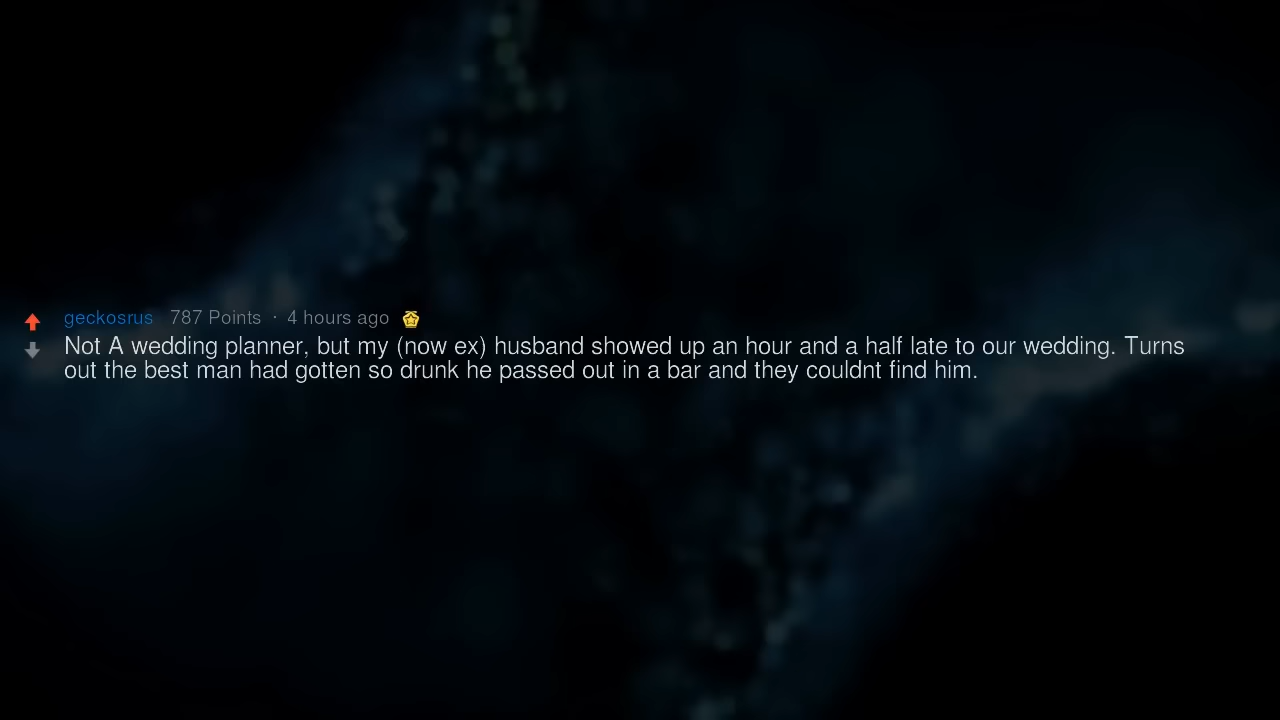 geckosrus 787 Points · 4 hours ago
Not A wedding planner, but my (now ex) husband showed up an hour and a half late to our wedding. Turns
out the best man had gotten so drunk he passed out in a bar and they couldnt find him.